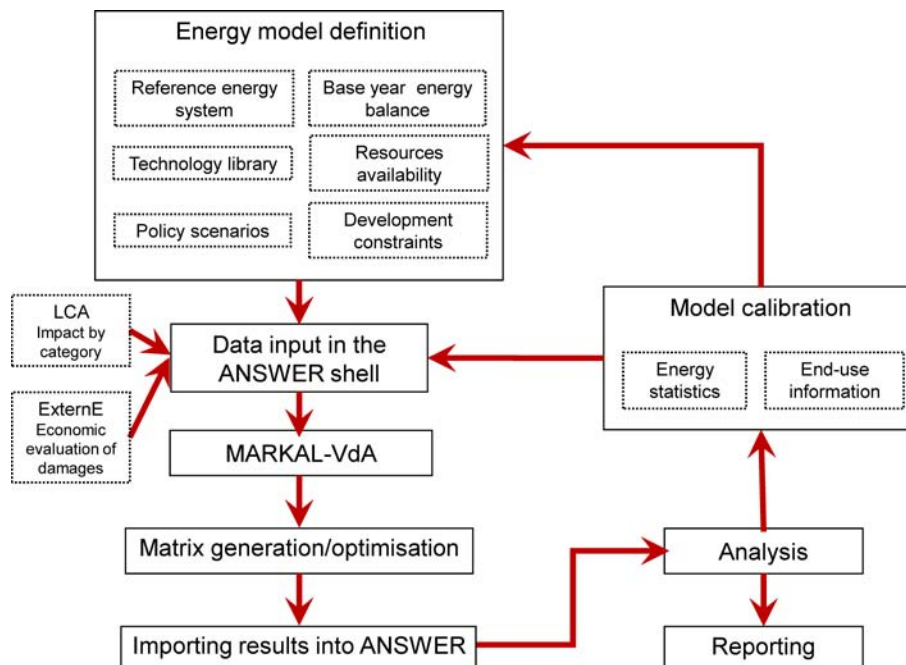 Energy model definition
Reference energy
system
Base year energy
balance
Technology library
Resources
availability
Policy scenarios
Development
constraints
LCA
Impact by
category
ExternE
Economic
evaluation of
damages
Data input in the
ANSWER shell
MARKAL-VdA
Matrix generation/optimisation
Importing results into ANSWER
Model calibration
Energy
statistics
End-use
information
Analysis
Reporting